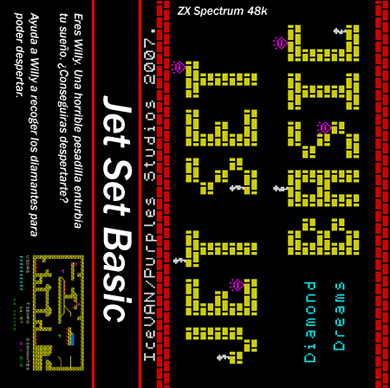 ZX Spectrum 48k
JET SET
BASIC
Diamond
Dreams
IceVAN/Purples Studios 2007.
Jet Set Basic
Eres Willy. Una horrible pesadilla enturbia
tu sueño. ¿Conseguiras despertarte?
Ayuda a Willy a recoger los diamantes para
poder despertar.